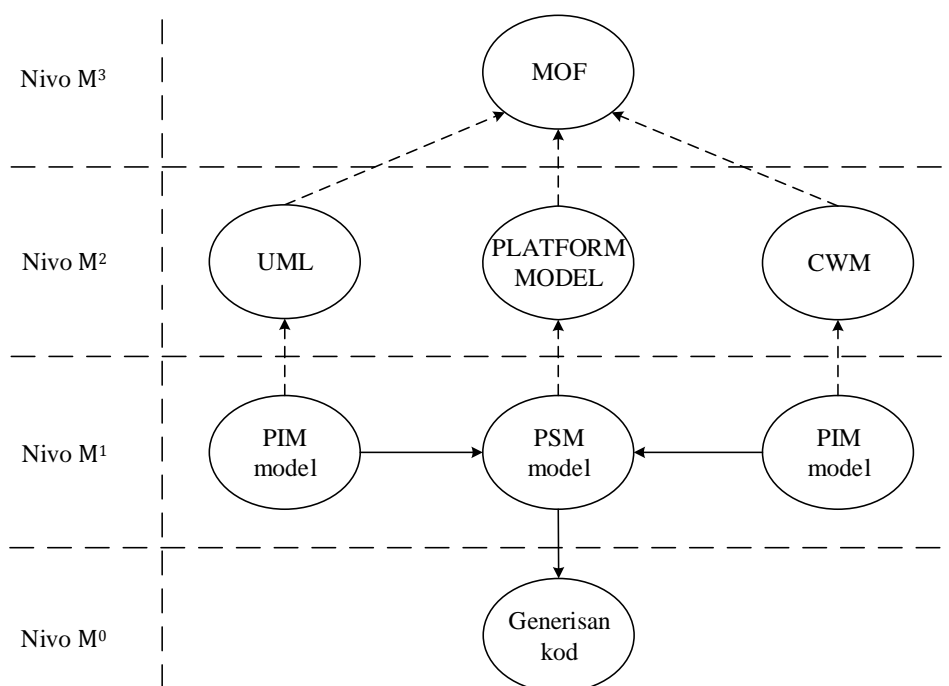 Nivo M³
MOF
Nivo M²
UML
PLATFORM
MODEL
CWM
Nivo M¹
PIM
model
PSM
model
PIM
model
Nivo M⁰
Generisan
kod